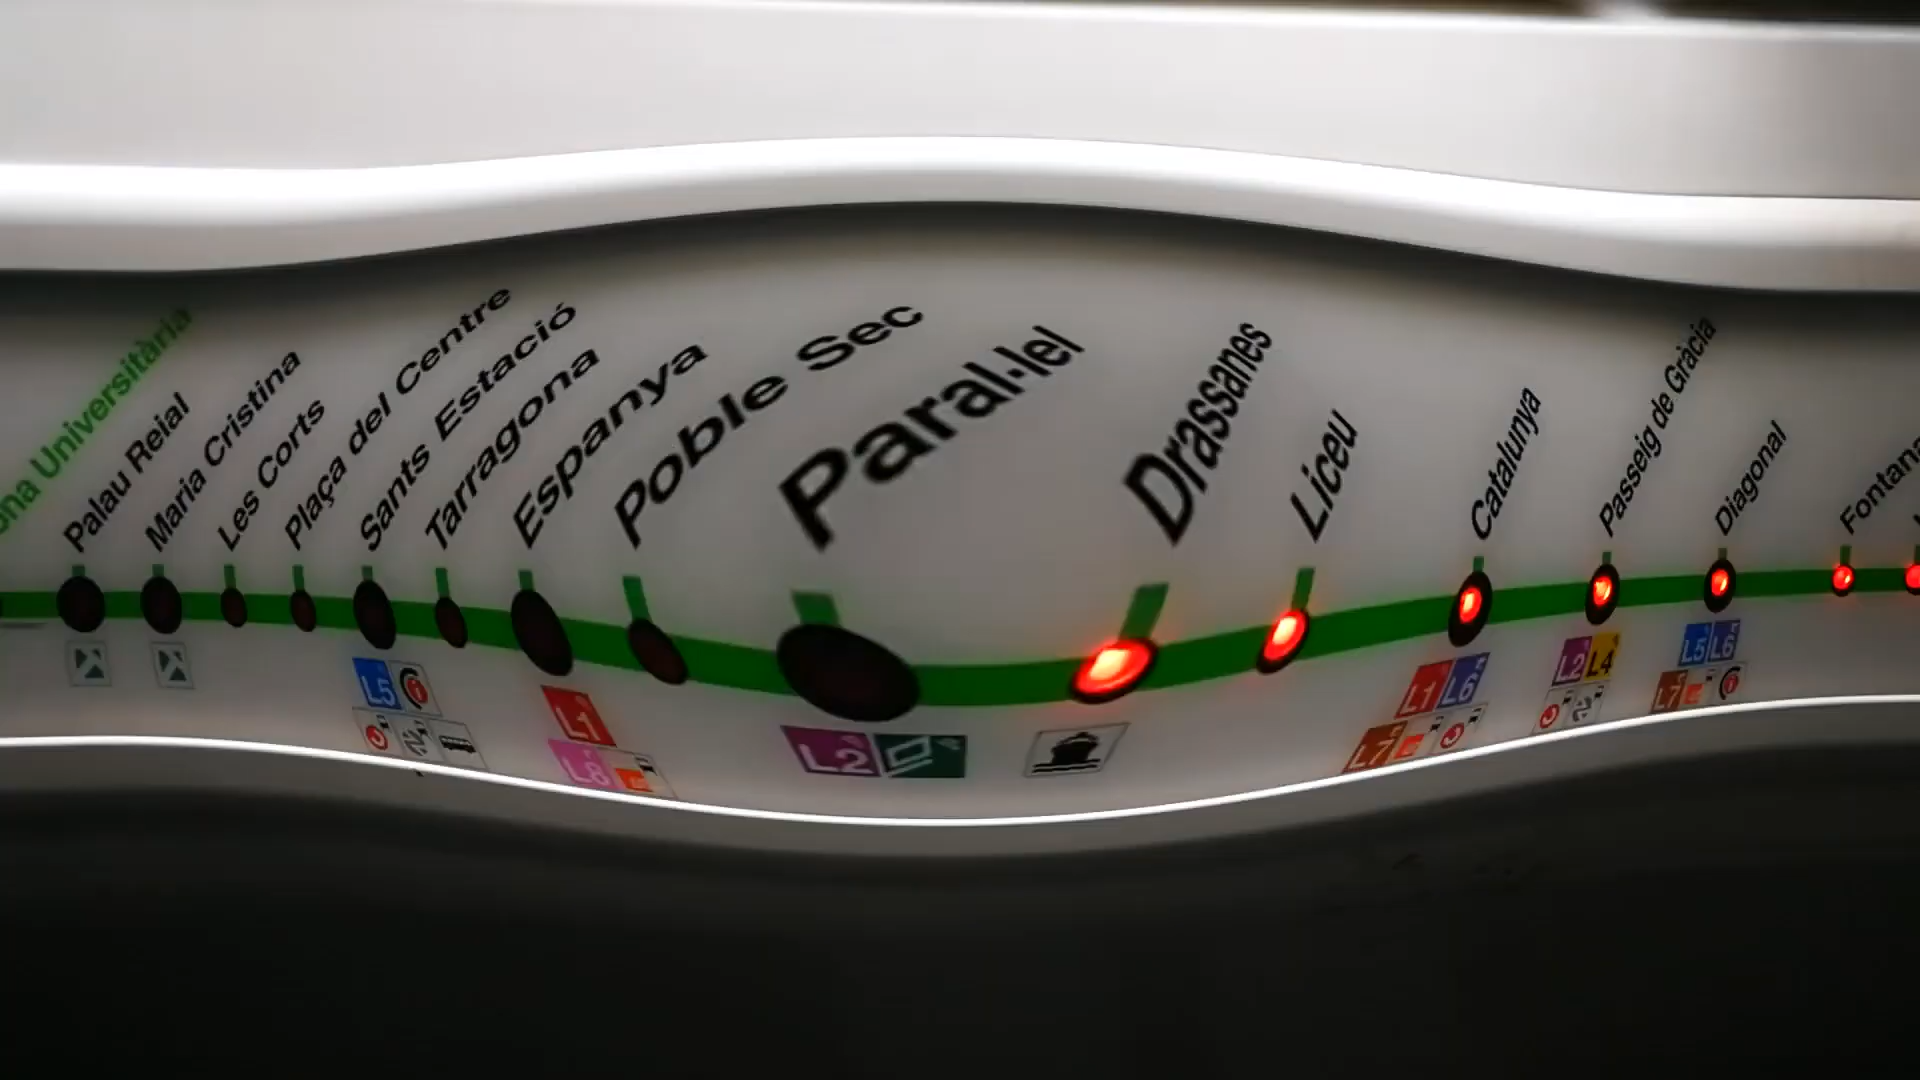 Universitària
Palau Reial
Maria Cristina
Les Corts
Plaça del Centre
Sants Estació
Tarragona
Espanya
Poble Sec
Paral·lel
Drassanes
Liceu
Catalunya
Passeig de Gràcia
Diagonal
Fontana
L5
L1
L8
L2
L1 L6
L7
L2 L4
L5 L6
L7